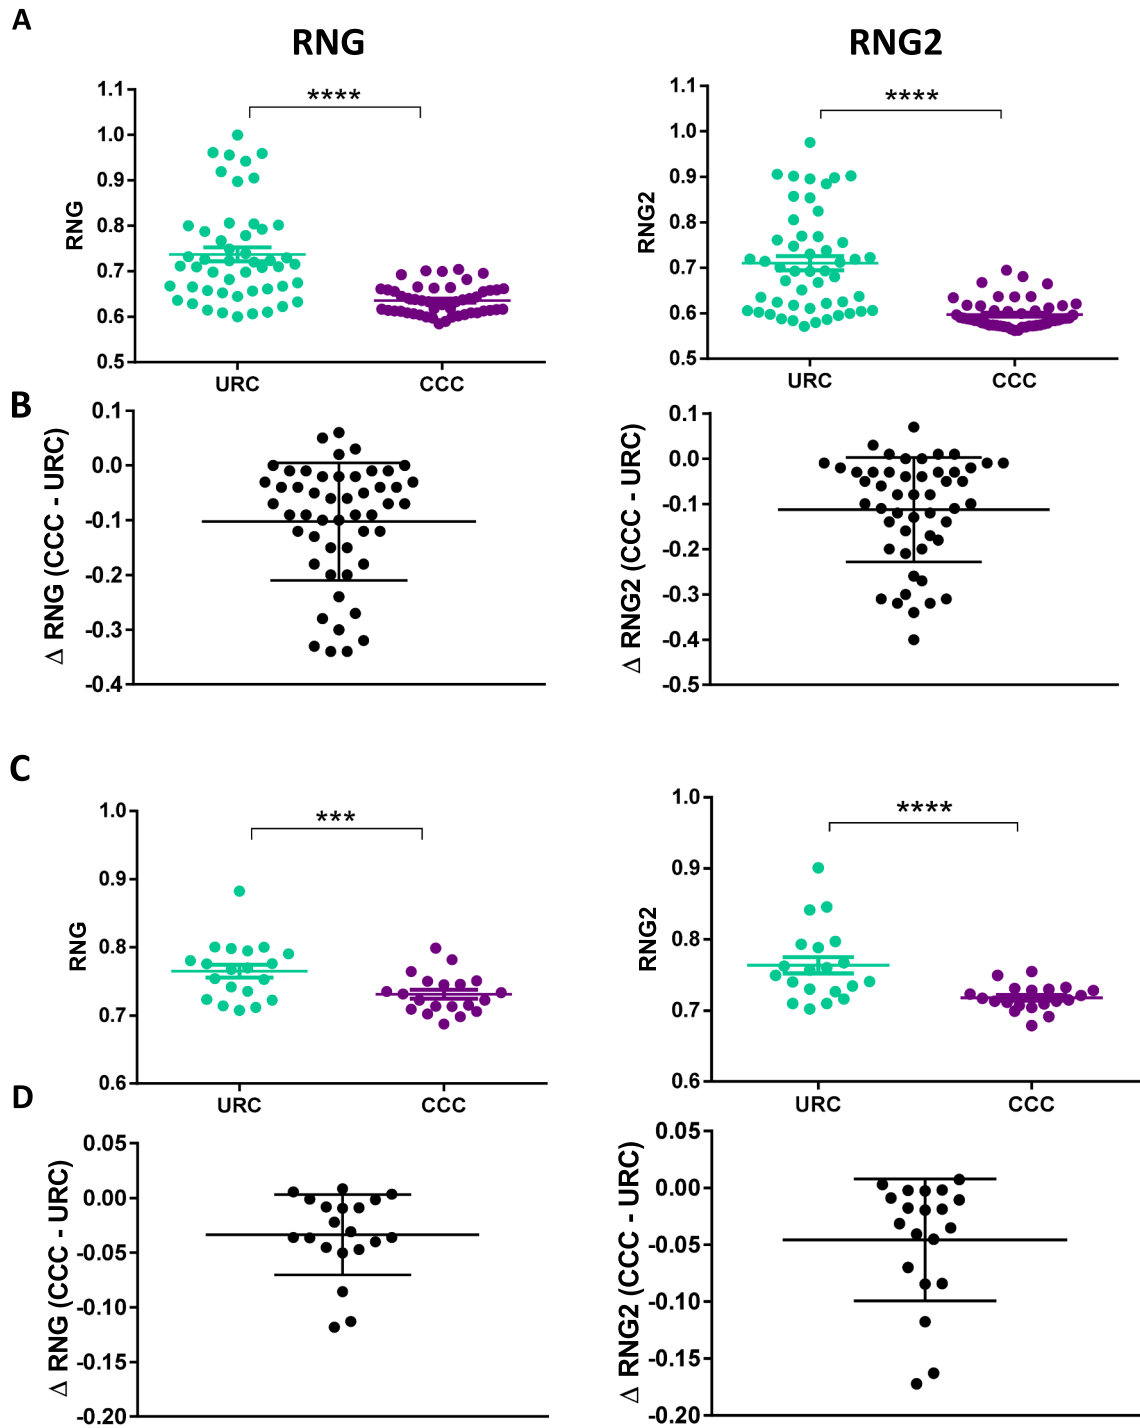 A
RNG
RNG2
1.1
1.0
0.9
0.8
0.7
0.6
0.5
RNG
****
URC
CCC
1.1
1.0
0.9
0.8
0.7
0.6
0.5
RNG2
****
URC
CCC
B
0.1
0.0
-0.1
-0.2
-0.3
-0.4
Δ RNG (CCC - URC)
0.1
0.0
-0.1
-0.2
-0.3
-0.4
-0.5
Δ RNG2 (CCC - URC)
C
1.0
0.9
0.8
0.7
0.6
RNG
***
URC
CCC
1.0
0.9
0.8
0.7
0.6
RNG2
****
URC
CCC
D
0.05
0.00
-0.05
-0.10
-0.15
-0.20
Δ RNG (CCC - URC)
0.05
0.00
-0.05
-0.10
-0.15
-0.20
Δ RNG2 (CCC - URC)